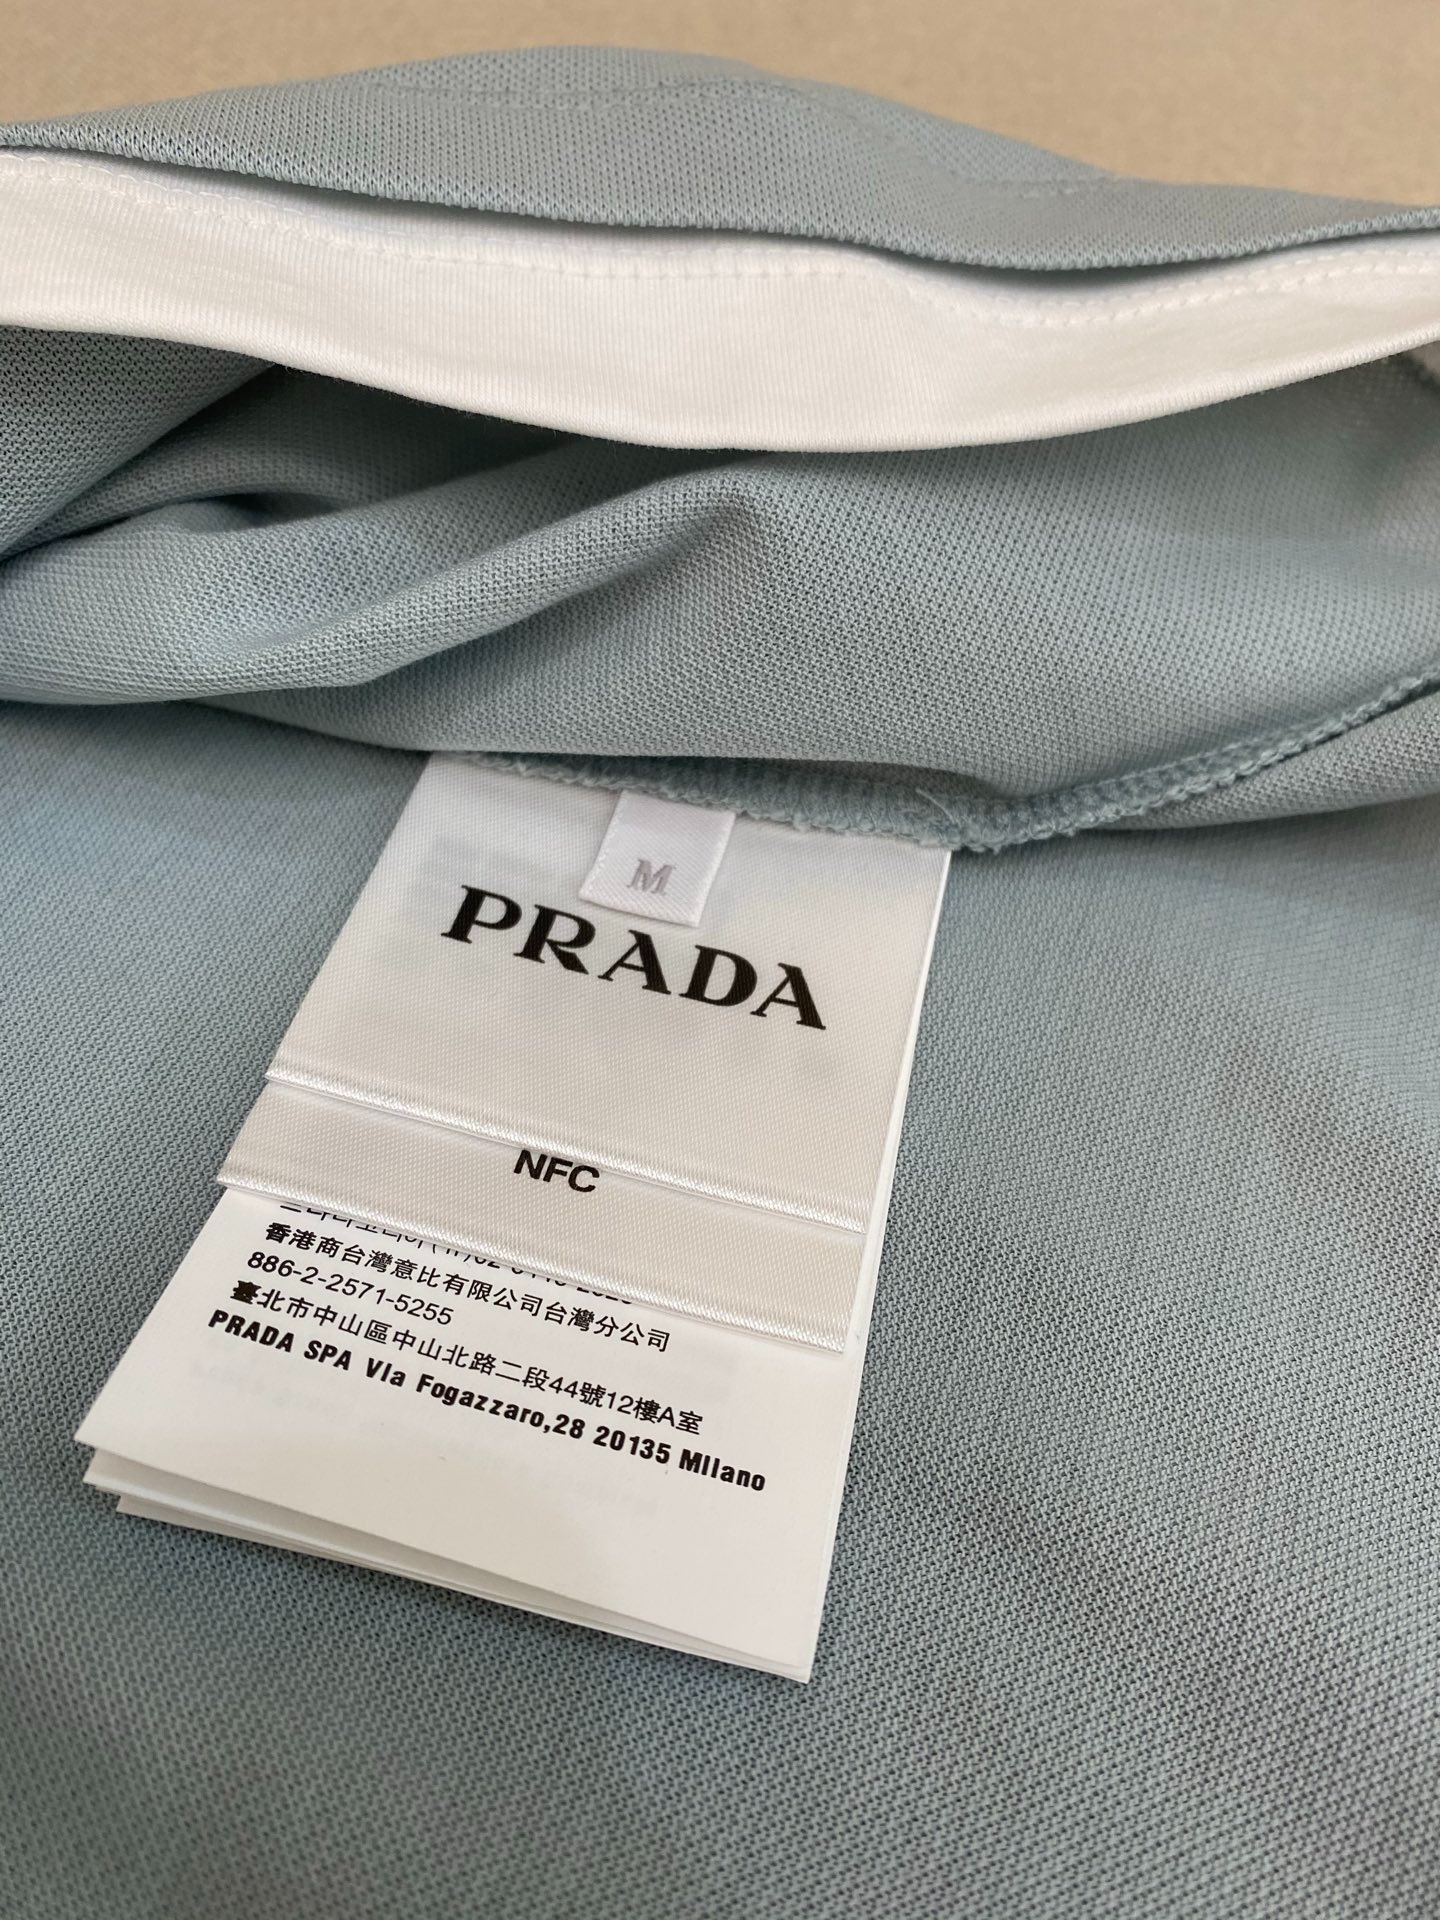 M
PRADA
NFC
香港商台灣意比有限公司台灣分公司
886-2-2571-5255
臺北市中山區中山北路二段44號12樓A室
PRADA SPA VIa Fogazzaro,28 20135 MIlano